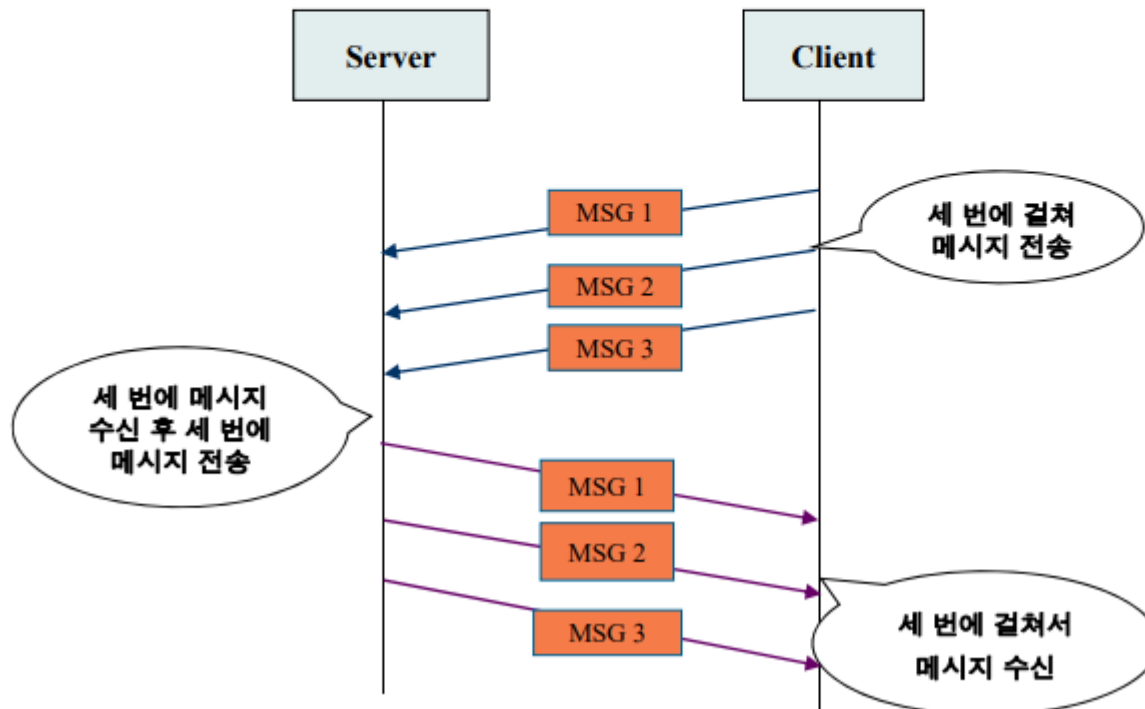 Server
Client
MSG 1
세 번에 걸쳐
메시지 전송
MSG 2
MSG 3
세 번에 메시지
수신 후 세 번에
메시지 전송
MSG 1
MSG 2
MSG 3
세 번에 걸쳐서
메시지 수신